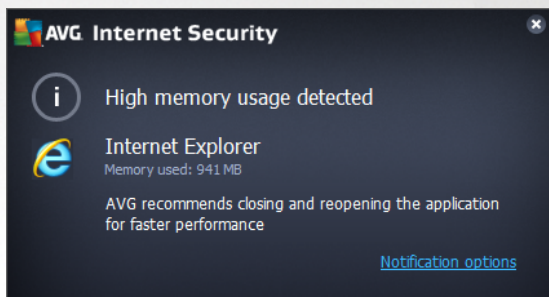 AVG. Internet Security
i
High memory usage detected
Internet Explorer
Memory used: 941 MB
AVG recommends closing and reopening the application
for faster performance
Notification options